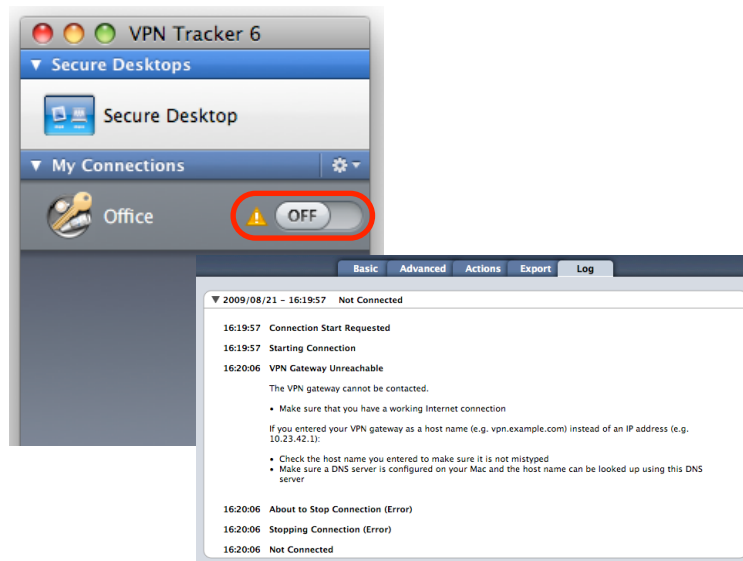 VPN Tracker 6
Secure Desktops
Secure Desktop
My Connections
Office
OFF
Basic Advanced Actions Export Log
2009/08/21 - 16:19:57 Not Connected
16:19:57 Connection Start Requested
16:19:57 Starting Connection
16:20:06 VPN Gateway Unreachable
The VPN gateway cannot be contacted.
• Make sure that you have a working Internet connection
If you entered your VPN gateway as a host name (e.g. vpn.example.com) instead of an IP address (e.g.
10.23.42.1):
• Check the host name you entered to make sure it is not mistyped
• Make sure a DNS server is configured on your Mac and the host name can be looked up using this DNS
server
16:20:06 About to Stop Connection (Error)
16:20:06 Stopping Connection (Error)
16:20:06 Not Connected